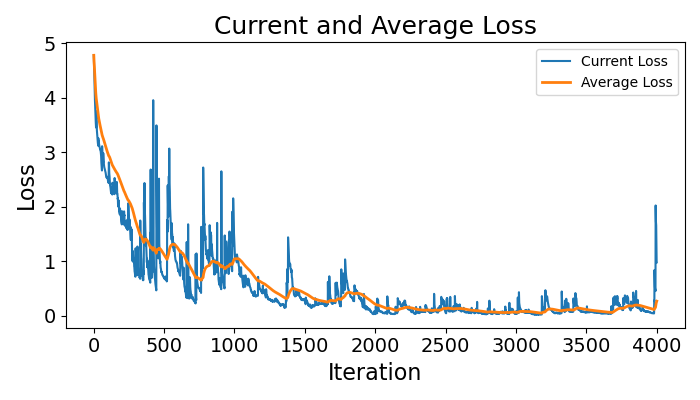 Current and Average Loss
Current Loss
Average Loss
Loss
5
4
3
2
1
0
0 500 1000 1500 2000 2500 3000 3500 4000
Iteration